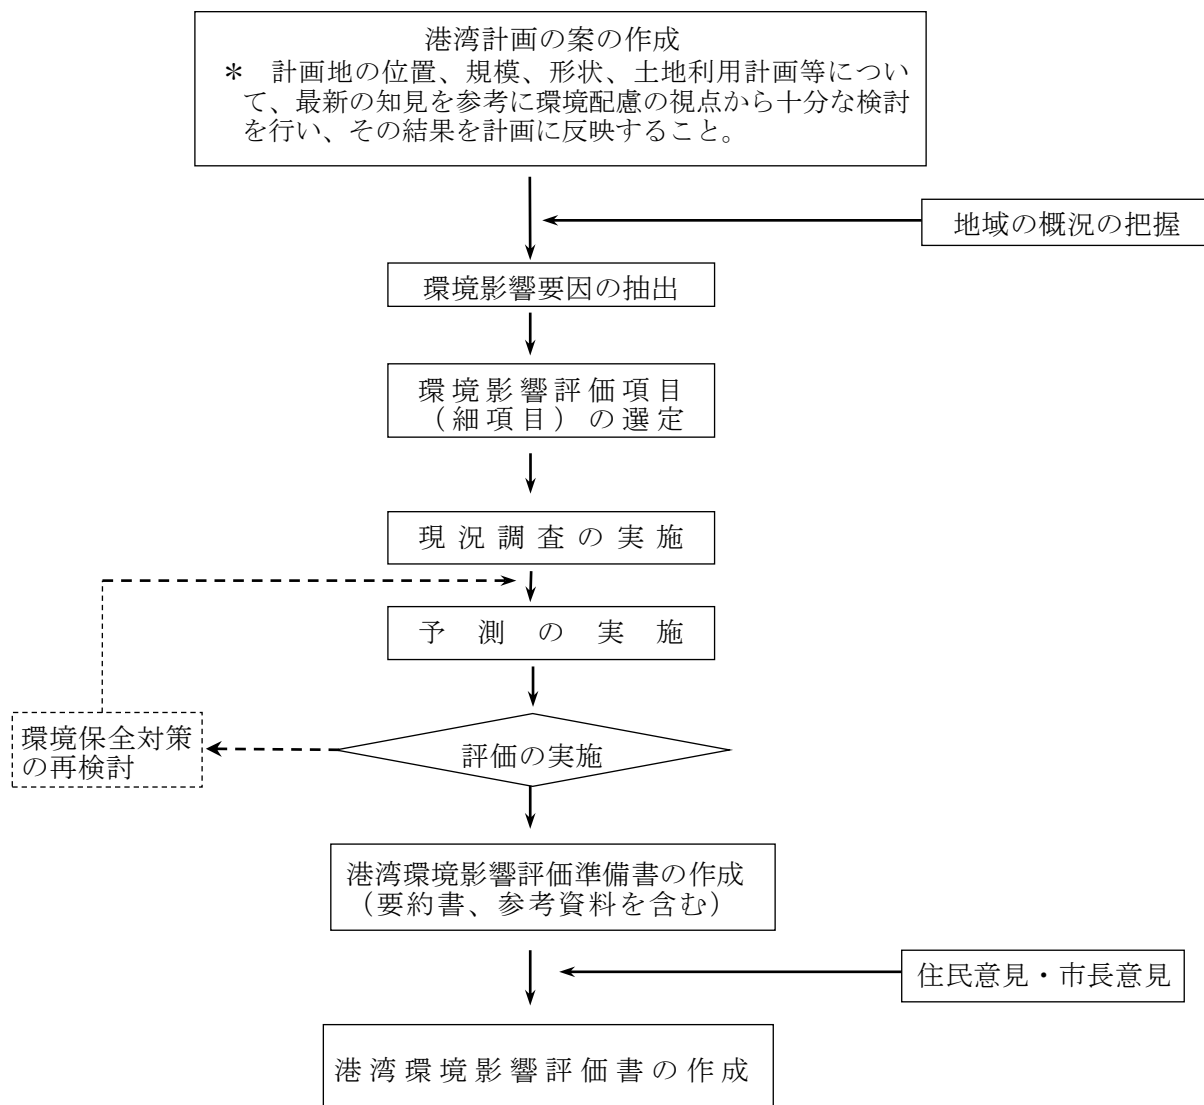 港湾計画の案の作成
＊　計画地の位置、規模、形状、土地利用計画等につい
て、最新の知見を参考に環境配慮の視点から十分な検討
を行い、その結果を計画に反映すること。
地域の概況の把握
環境影響要因の抽出
環境影響評価項目
（細項目）の選定
現況調査の実施
予測の実施
評価の実施
環境保全対策
の再検討
港湾環境影響評価準備書の作成
（要約書、参考資料を含む）
住民意見・市長意見
港湾環境影響評価書の作成